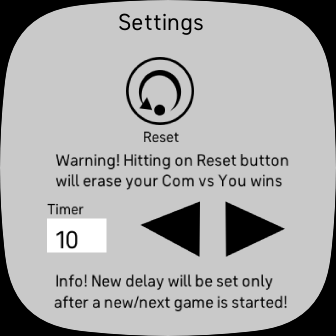 Settings
Reset
Warning! Hitting on Reset button
will erase your Com vs You wins
Timer
10
Info! New delay will be set only
after a new/next game is started!